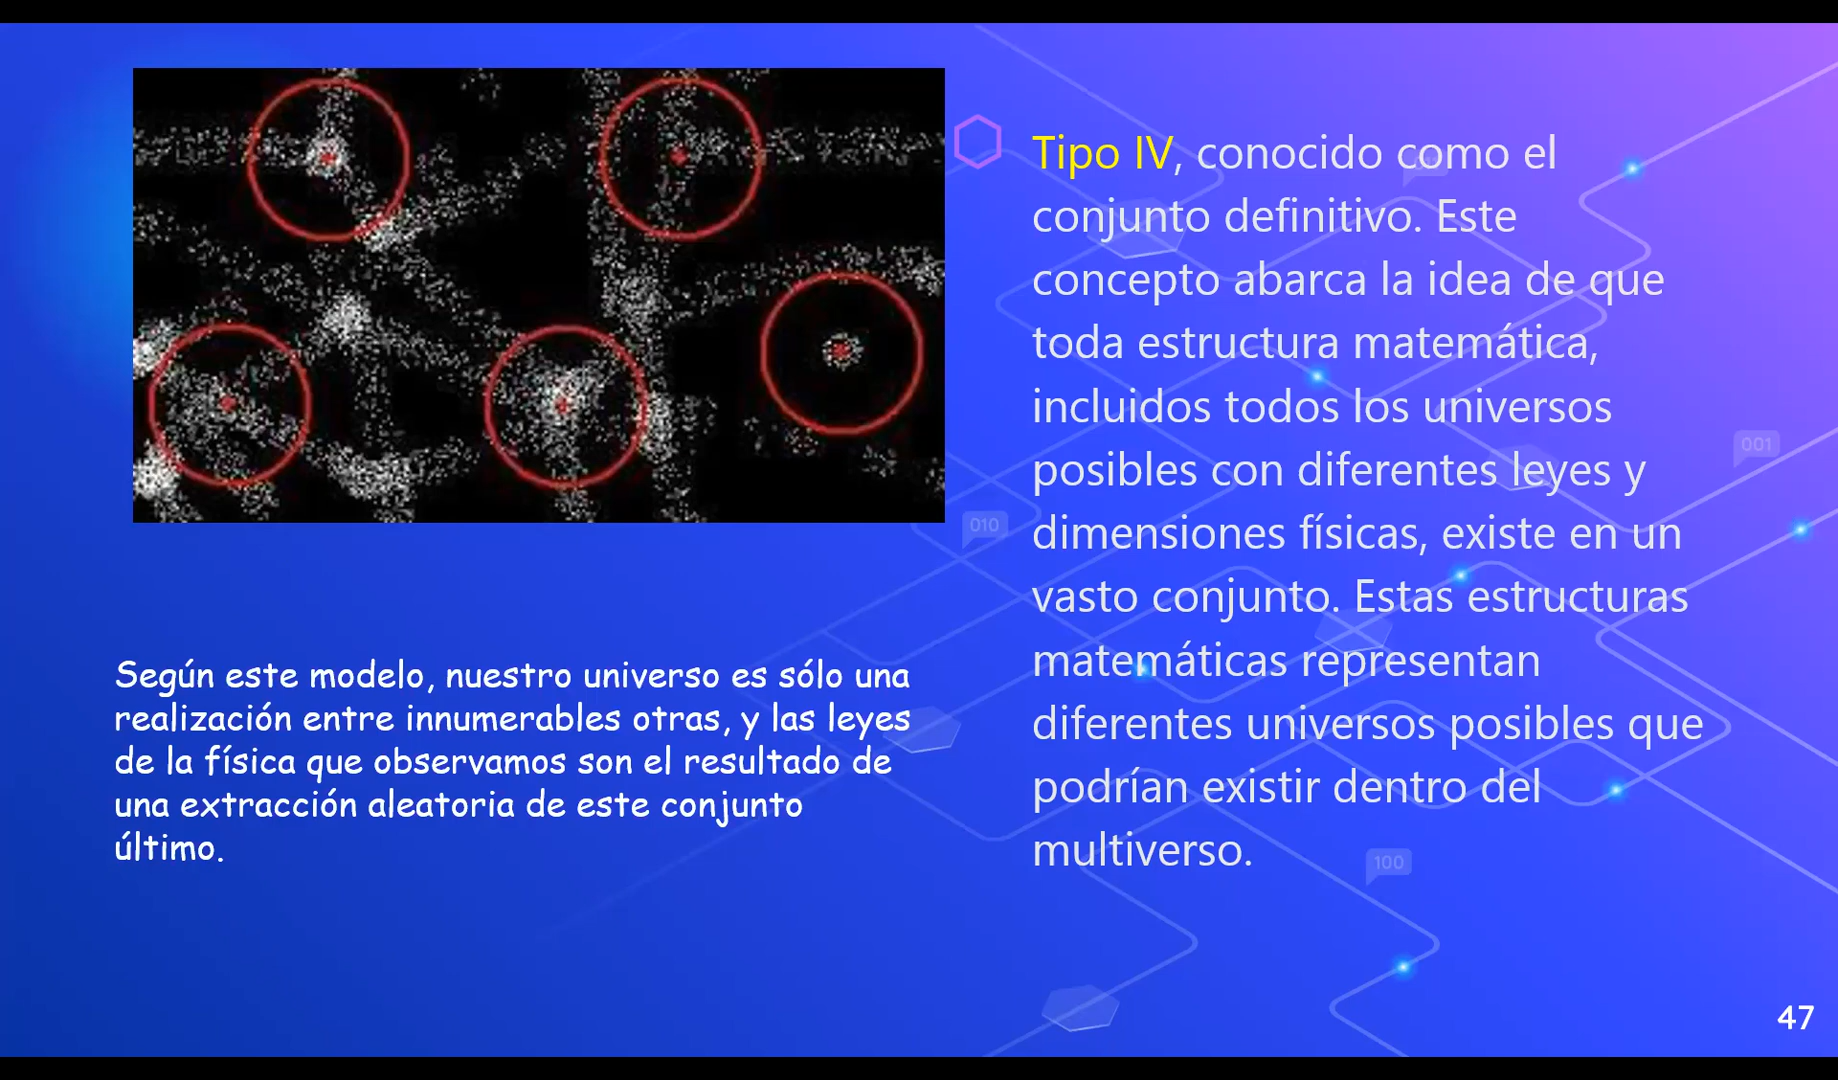 Tipo IV, conocido como el
conjunto definitivo. Este
concepto abarca la idea de que
toda estructura matemática,
incluidos todos los universos
posibles con diferentes leyes y
dimensiones físicas, existe en un
vasto conjunto. Estas estructuras
matemáticas representan
diferentes universos posibles que
podrían existir dentro del
multiverso.
Según este modelo, nuestro universo es sólo una
realización entre innumerables otras, y las leyes
de la física que observamos son el resultado de
una extracción aleatoria de este conjunto
último.
001
010
100
47